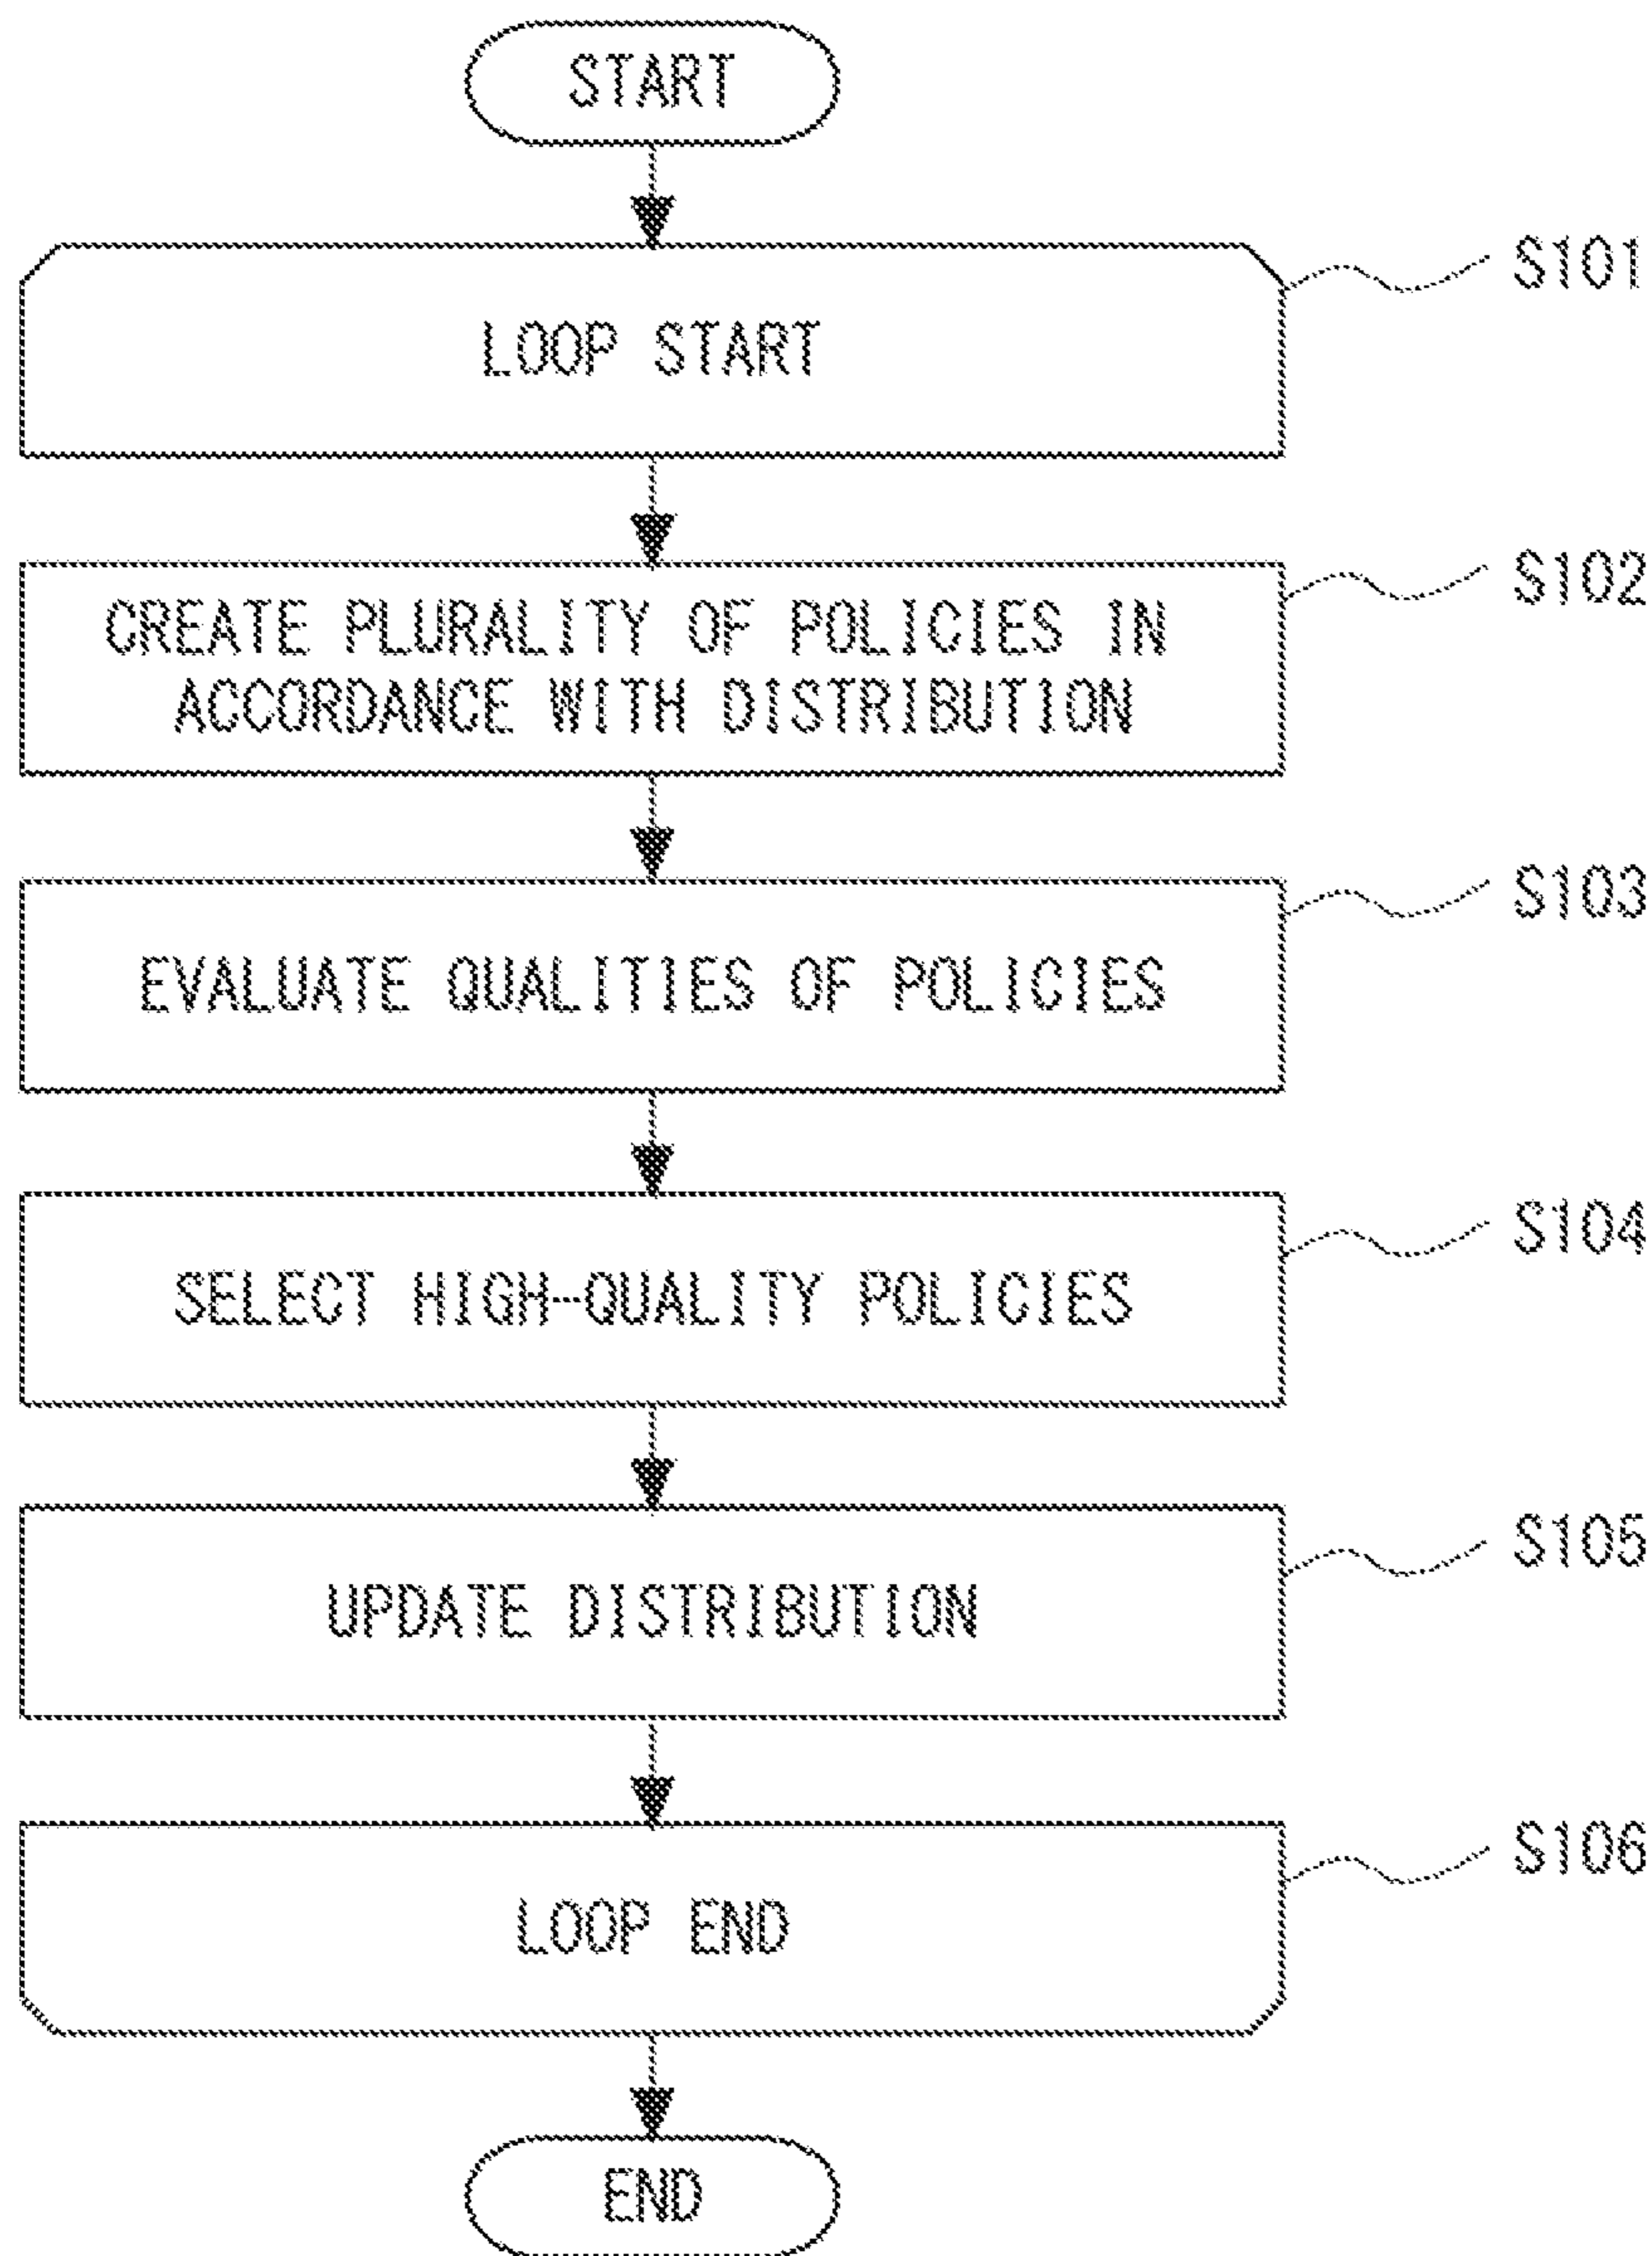 START
S101
LOOP START
S102
CREATE PLURALITY OF POLICIES IN
ACCORDANCE WITH DISTRIBUTION
S103
EVALUATE QUALITIES OF POLICIES
S104
SELECT HIGH-QUALITY POLICIES
S105
UPDATE DISTRIBUTION
S106
LOOP END
END